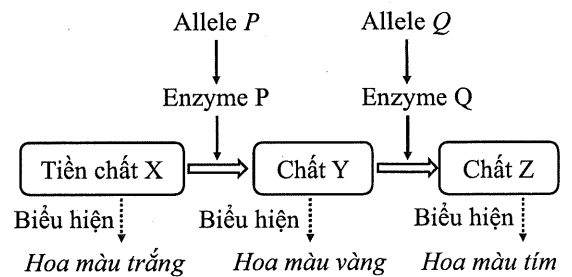 Allele P Allele Q
Enzyme P Enzyme Q
Tiền chất X Chất Y Chất Z
Biểu hiện Biểu hiện Biểu hiện
Hoa màu trắng Hoa màu vàng Hoa màu tím